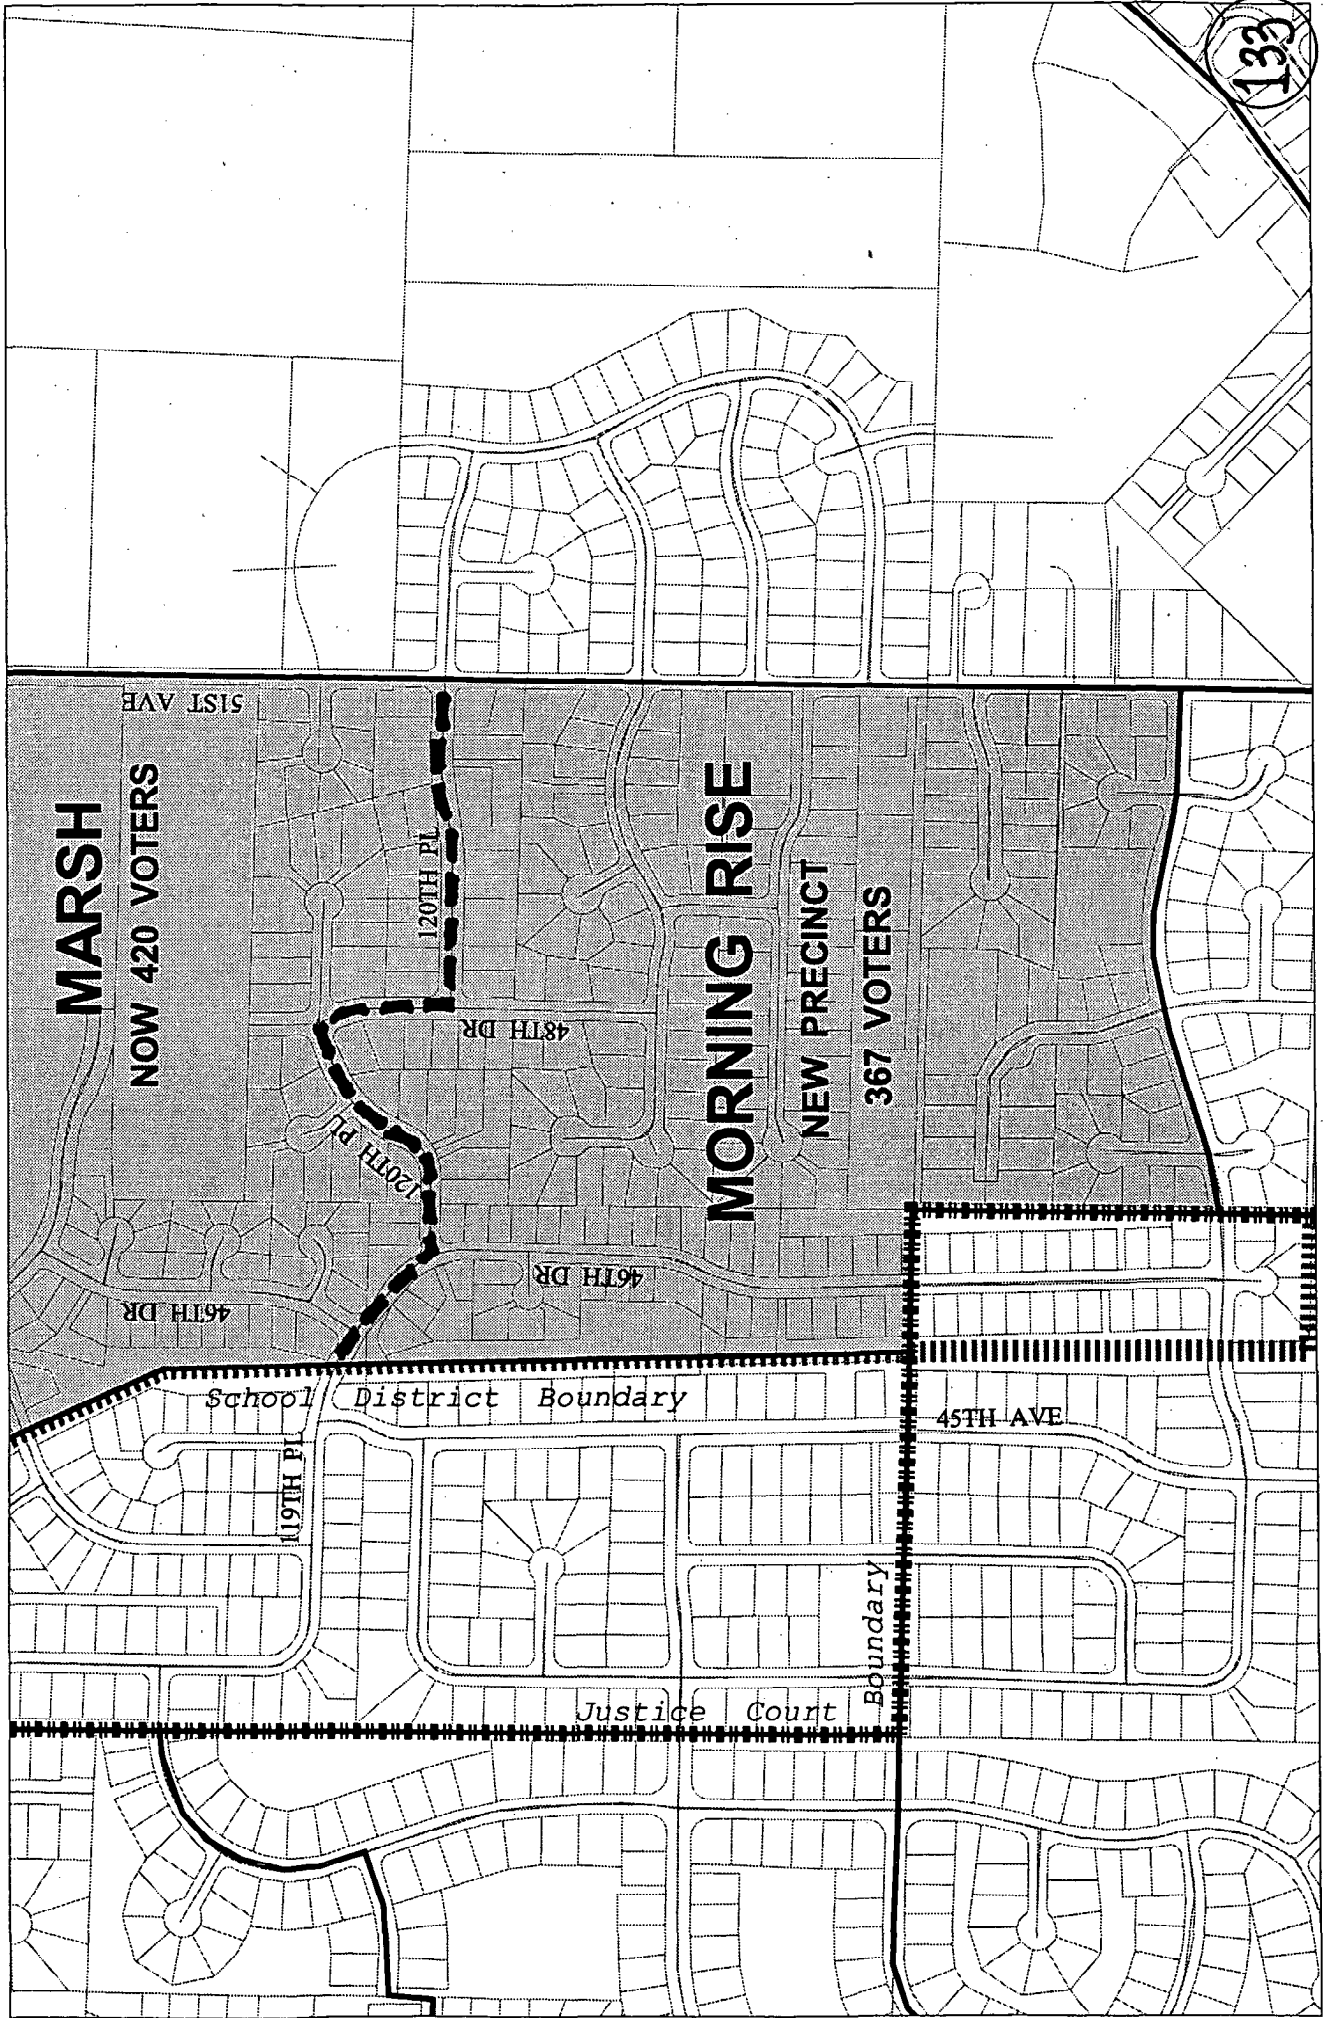 133
51ST AVE
MARSH
NOW 420 VOTERS
120TH PL
48TH DR
120TH PL
46TH DR
46TH DR
MORNING RISE
NEW PRECINCT
367 VOTERS
School District Boundary
45TH AVE
119TH PL
Justice Court Boundary